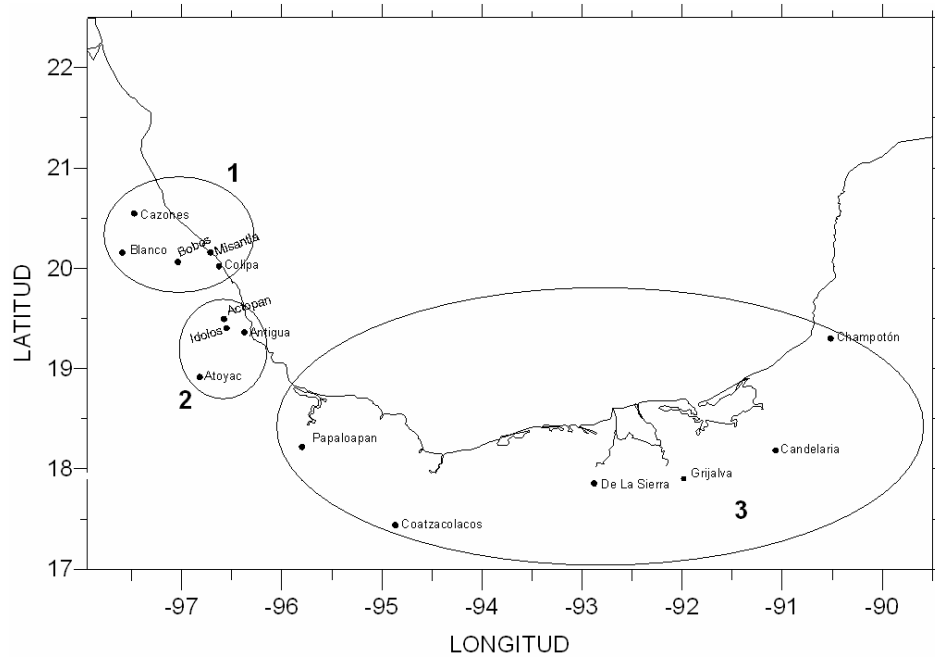 22
21
20
19
18
17
LATITUD
1
Cazones
Blanco
Bobos
Misantla
Colipa
Actopan
Idolos
Antigua
Atoyac
2
Champotón
Papaloapan
Candelaria
Grijalva
De La Sierra
3
Coatzacolacos
-97
-96
-95
-94
-93
-92
-91
-90
LONGITUD